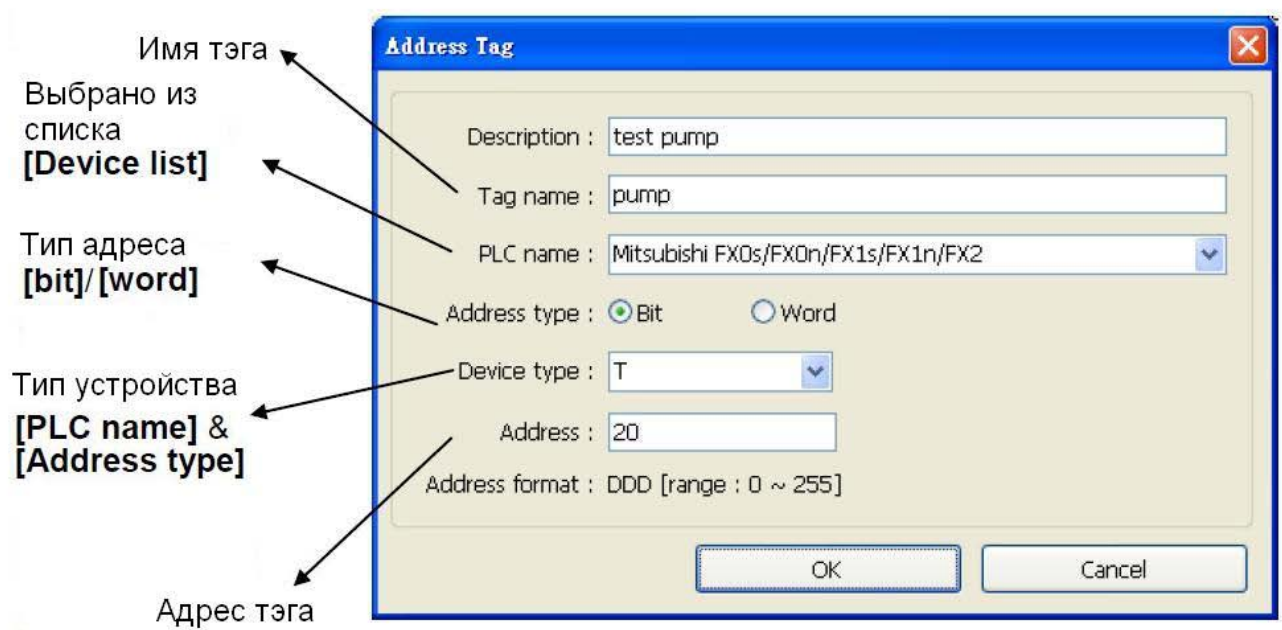 Имя тэга
Выбрано из
списка
[Device list]
Тип адреса
[bit]/[word]
Тип устройства
[PLC name] &
[Address type]
Адрес тэга
Address Tag
Description : test pump
Tag name : pump
PLC name : Mitsubishi FX0s/FX0n/FX1s/FX1n/FX2
Address type : Bit Word
Device type : T
Address : 20
Address format : DDD [range : 0 ~ 255]
OK Cancel